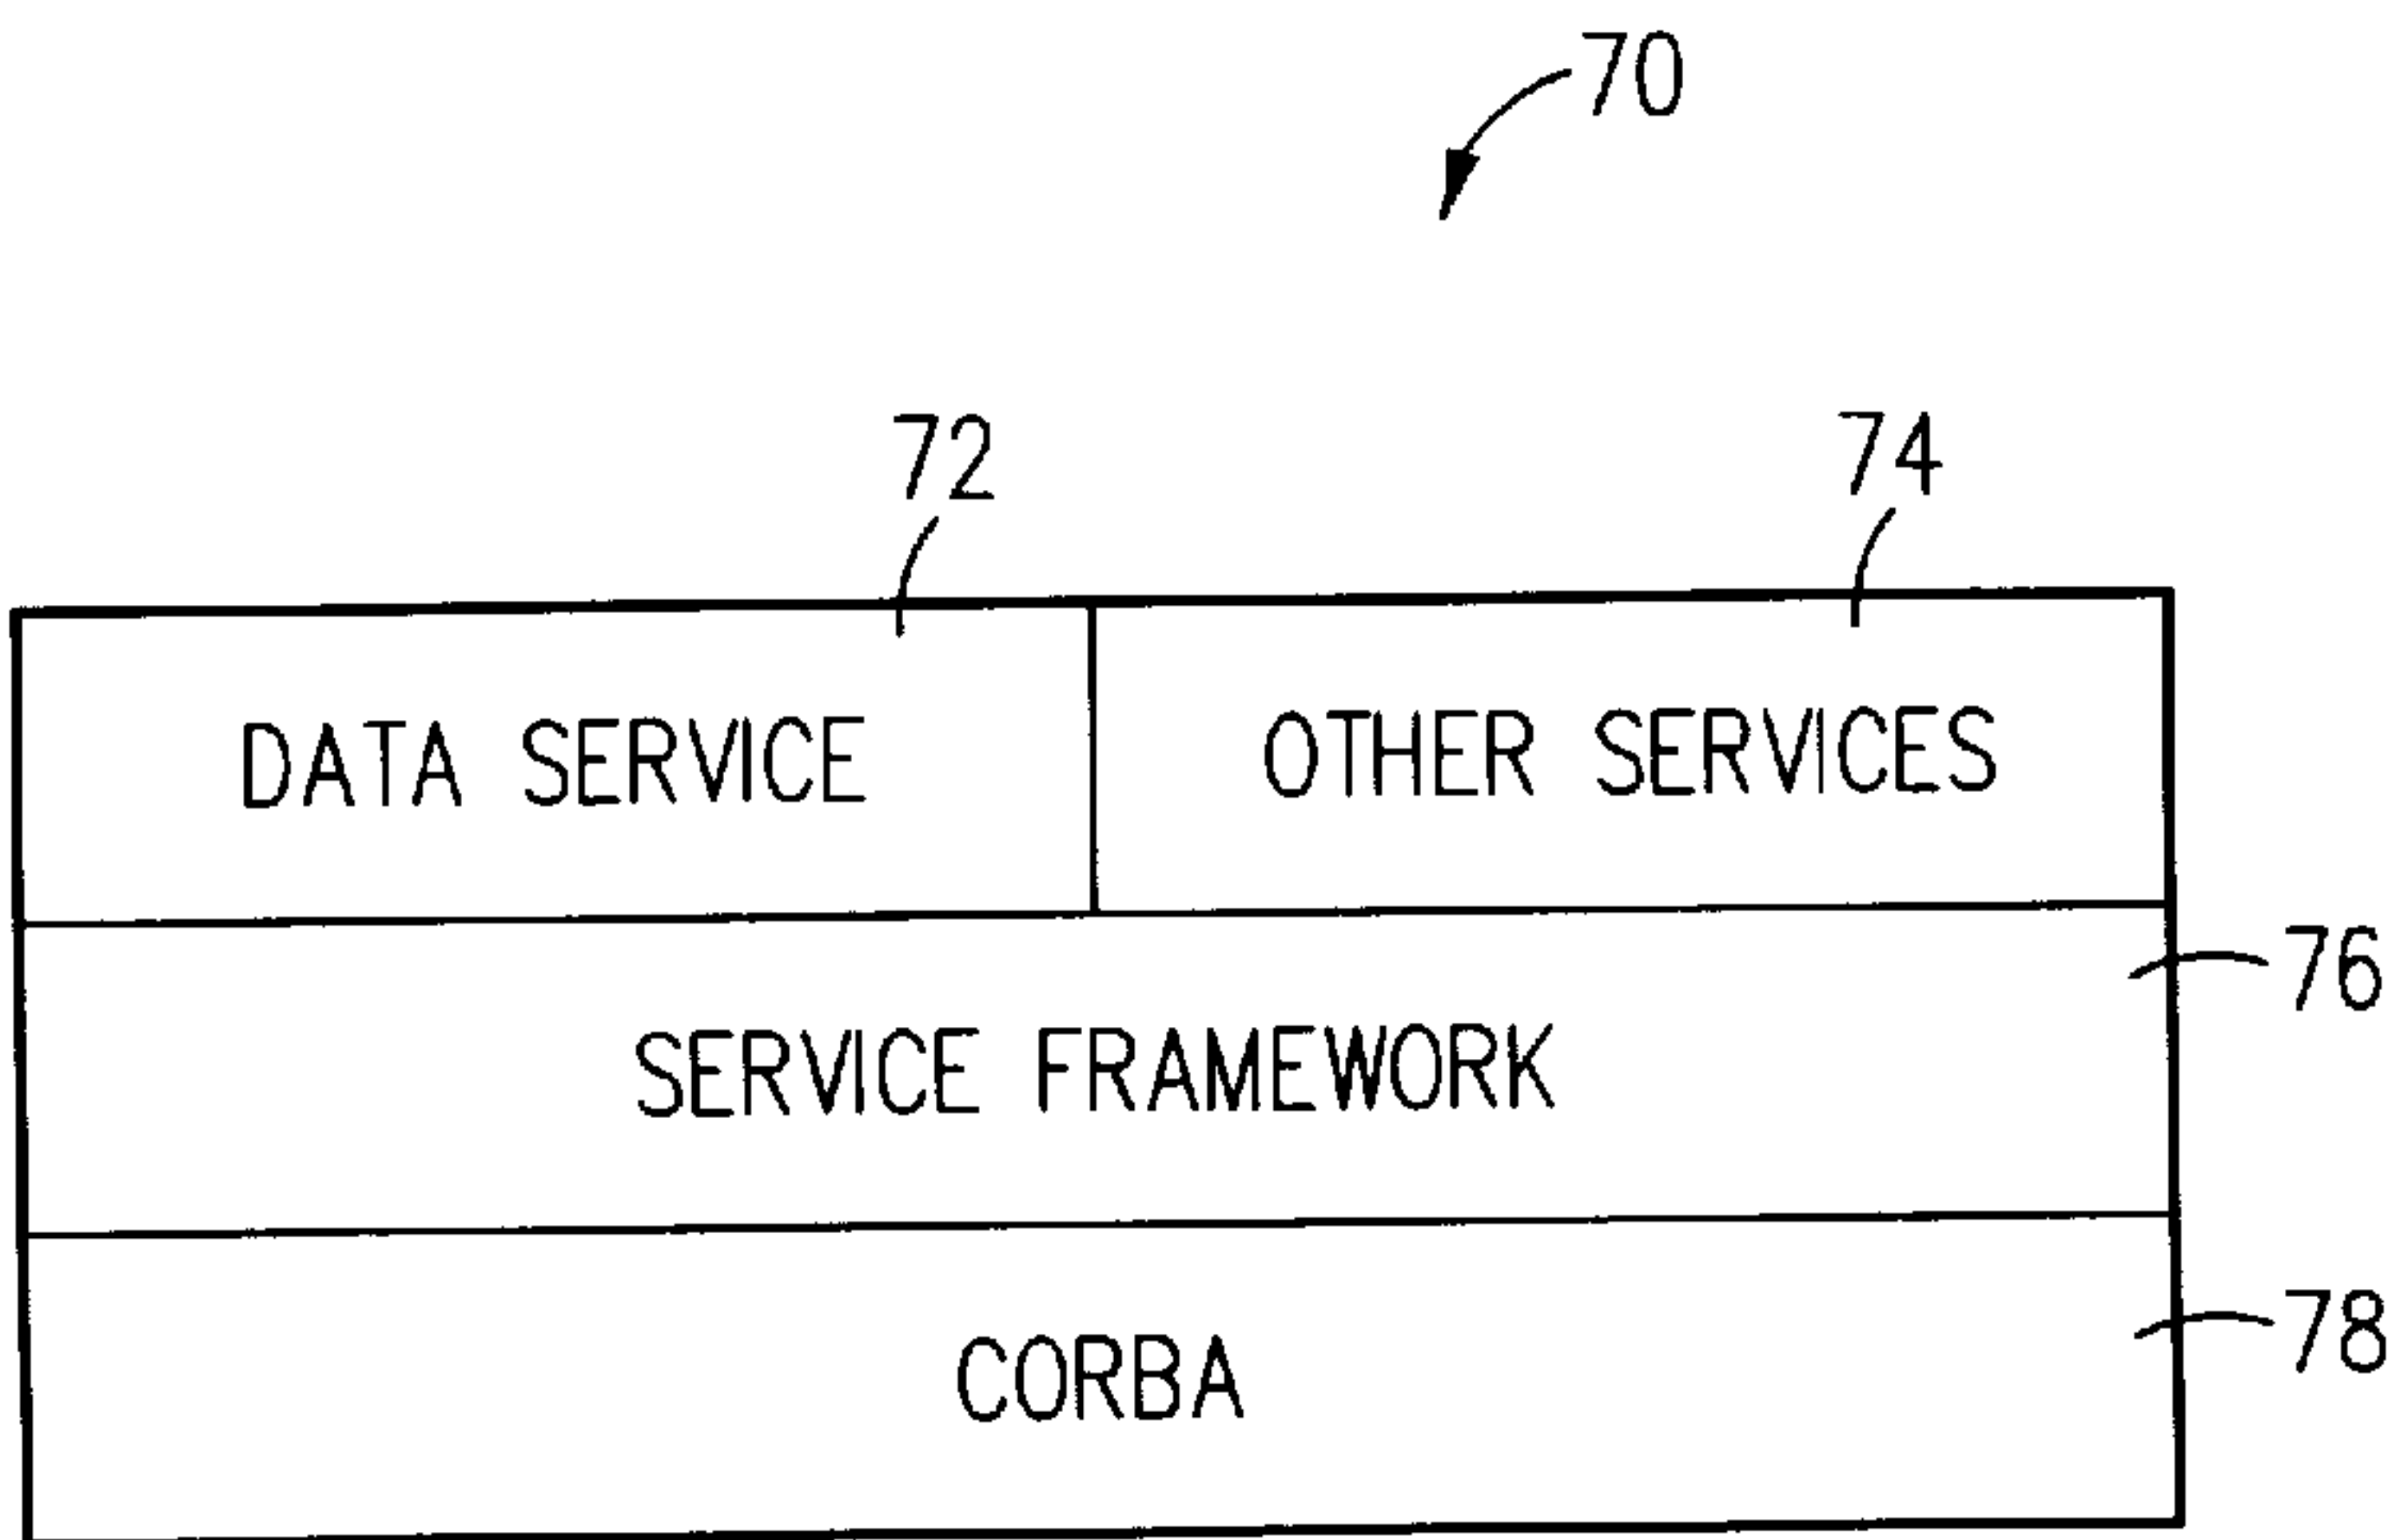 70
72
74
DATA SERVICE
OTHER SERVICES
76
SERVICE FRAMEWORK
78
CORBA